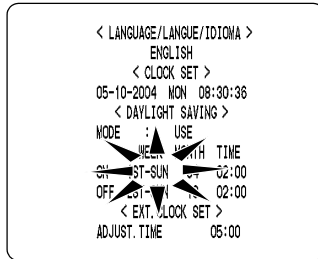 < LANGUAGE/LANGUE/IDIOMA >
ENGLISH
< CLOCK SET >
05-10-2004 MON 08:30:36
< DAYLIGHT SAVING >
MODE : USE
TIME
02:00
02:00
< EXT. CLOCK SET >
ADJUST. TIME 05:00